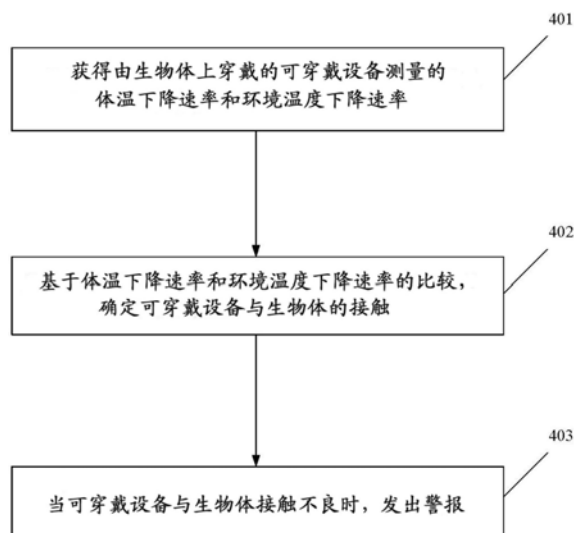 401
获得由生物体上穿戴的可穿戴设备测量的
体温下降速率和环境温度下降速率
402
基于体温下降速率和环境温度下降速率的比较，
确定可穿戴设备与生物体的接触
403
当可穿戴设备与生物体接触不良时，发出警报